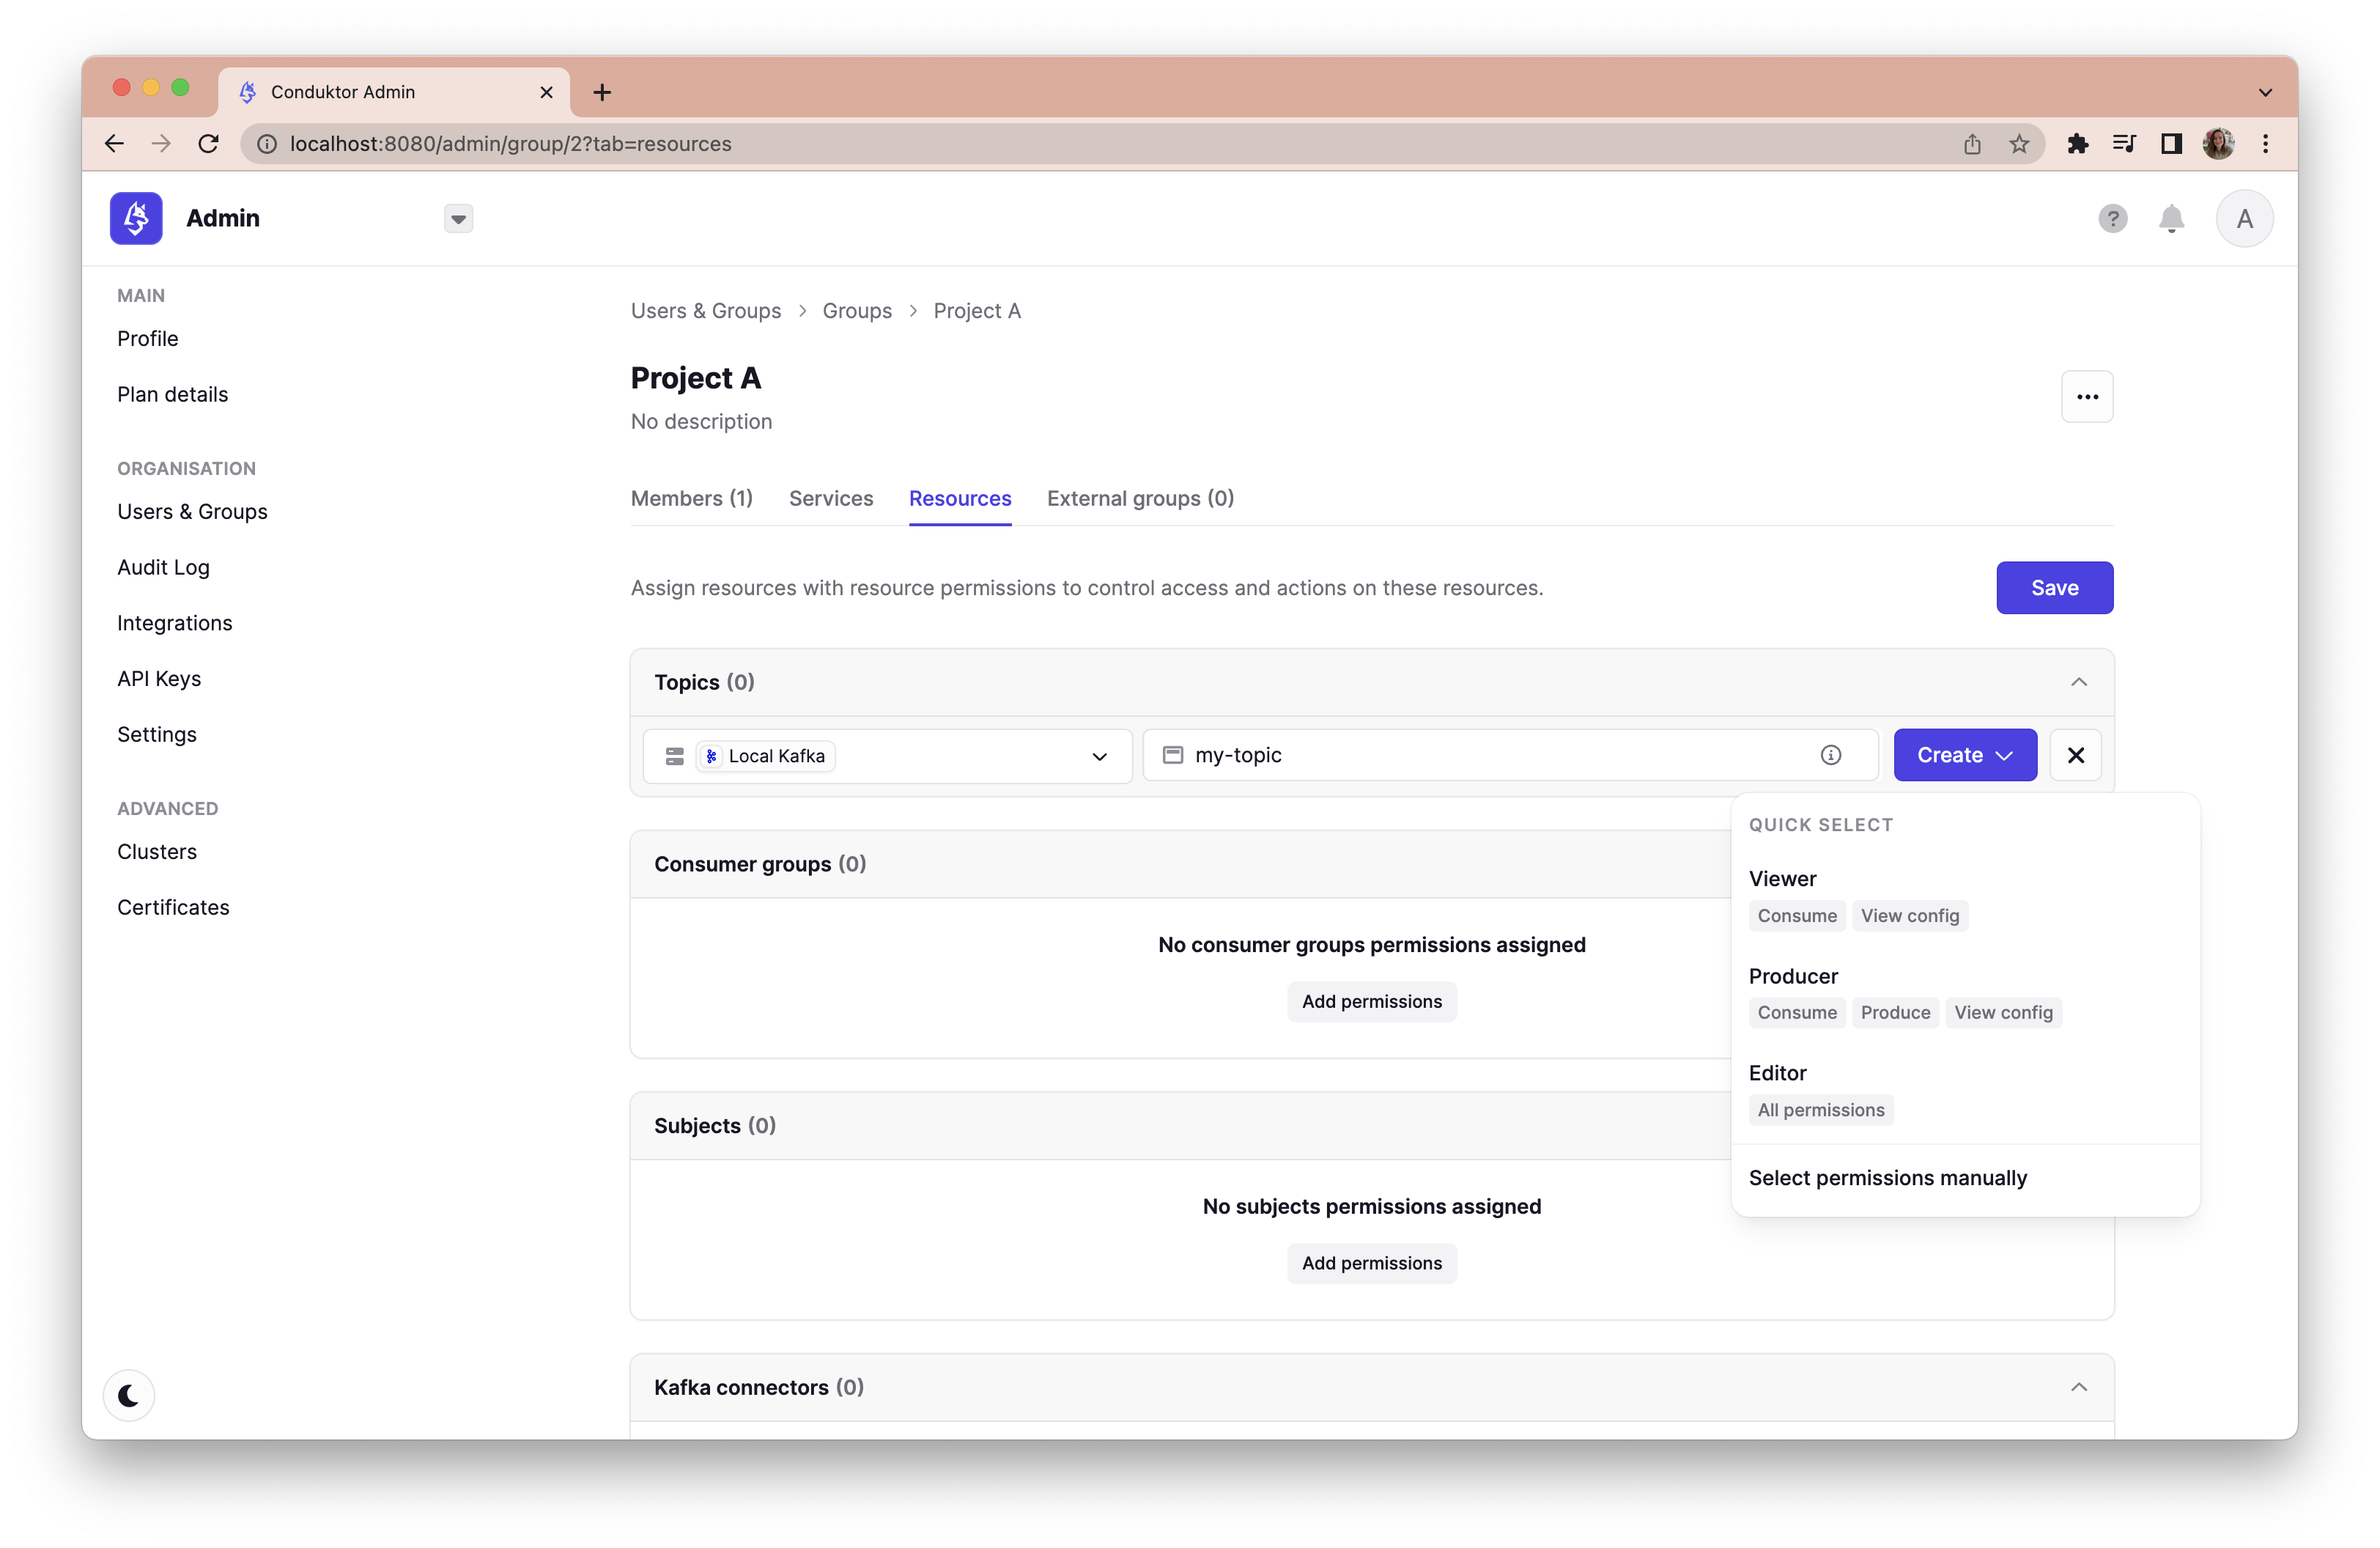 Conduktor Admin
localhost:8080/admin/group/2?tab=resources
Admin
?
A
MAIN
Profile
Plan details
ORGANISATION
Users & Groups
Audit Log
Integrations
API Keys
Settings
ADVANCED
Clusters
Certificates
Users & Groups > Groups > Project A
Project A
No description
Members (1) Services Resources External groups (0)
Assign resources with resource permissions to control access and actions on these resources.
Save
Topics (0)
Local Kafka my-topic Create
QUICK SELECT
Viewer
Consume View config
Producer
Consume Produce View config
Editor
All permissions
Select permissions manually
Consumer groups (0)
No consumer groups permissions assigned
Add permissions
Subjects (0)
No subjects permissions assigned
Add permissions
Kafka connectors (0)